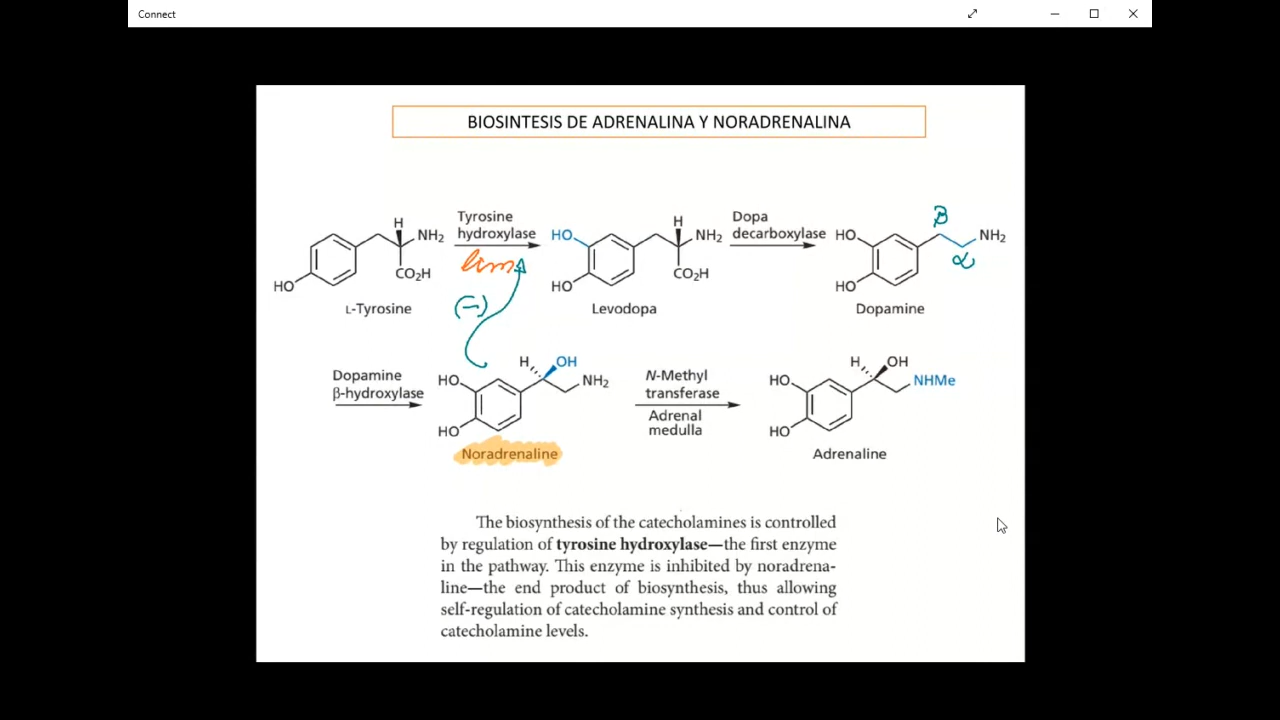 Connect
BIOSINTESIS DE ADRENALINA Y NORADRENALINA
H
NH2
CO2H
HO
L-Tyrosine
Tyrosine
hydroxylase
lim
(-)
HO
HO
H
NH2
CO2H
Levodopa
Dopa
decarboxylase
HO
HO
β
α
NH2
Dopamine
Dopamine
β-hydroxylase
HO
HO
H
OH
NH2
Noradrenaline
N-Methyl
transferase
Adrenal
medulla
HO
HO
H
OH
NHMe
Adrenaline
The biosynthesis of the catecholamines is controlled
by regulation of tyrosine hydroxylase—the first enzyme
in the pathway. This enzyme is inhibited by noradrena-
line—the end product of biosynthesis, thus allowing
self-regulation of catecholamine synthesis and control of
catecholamine levels.